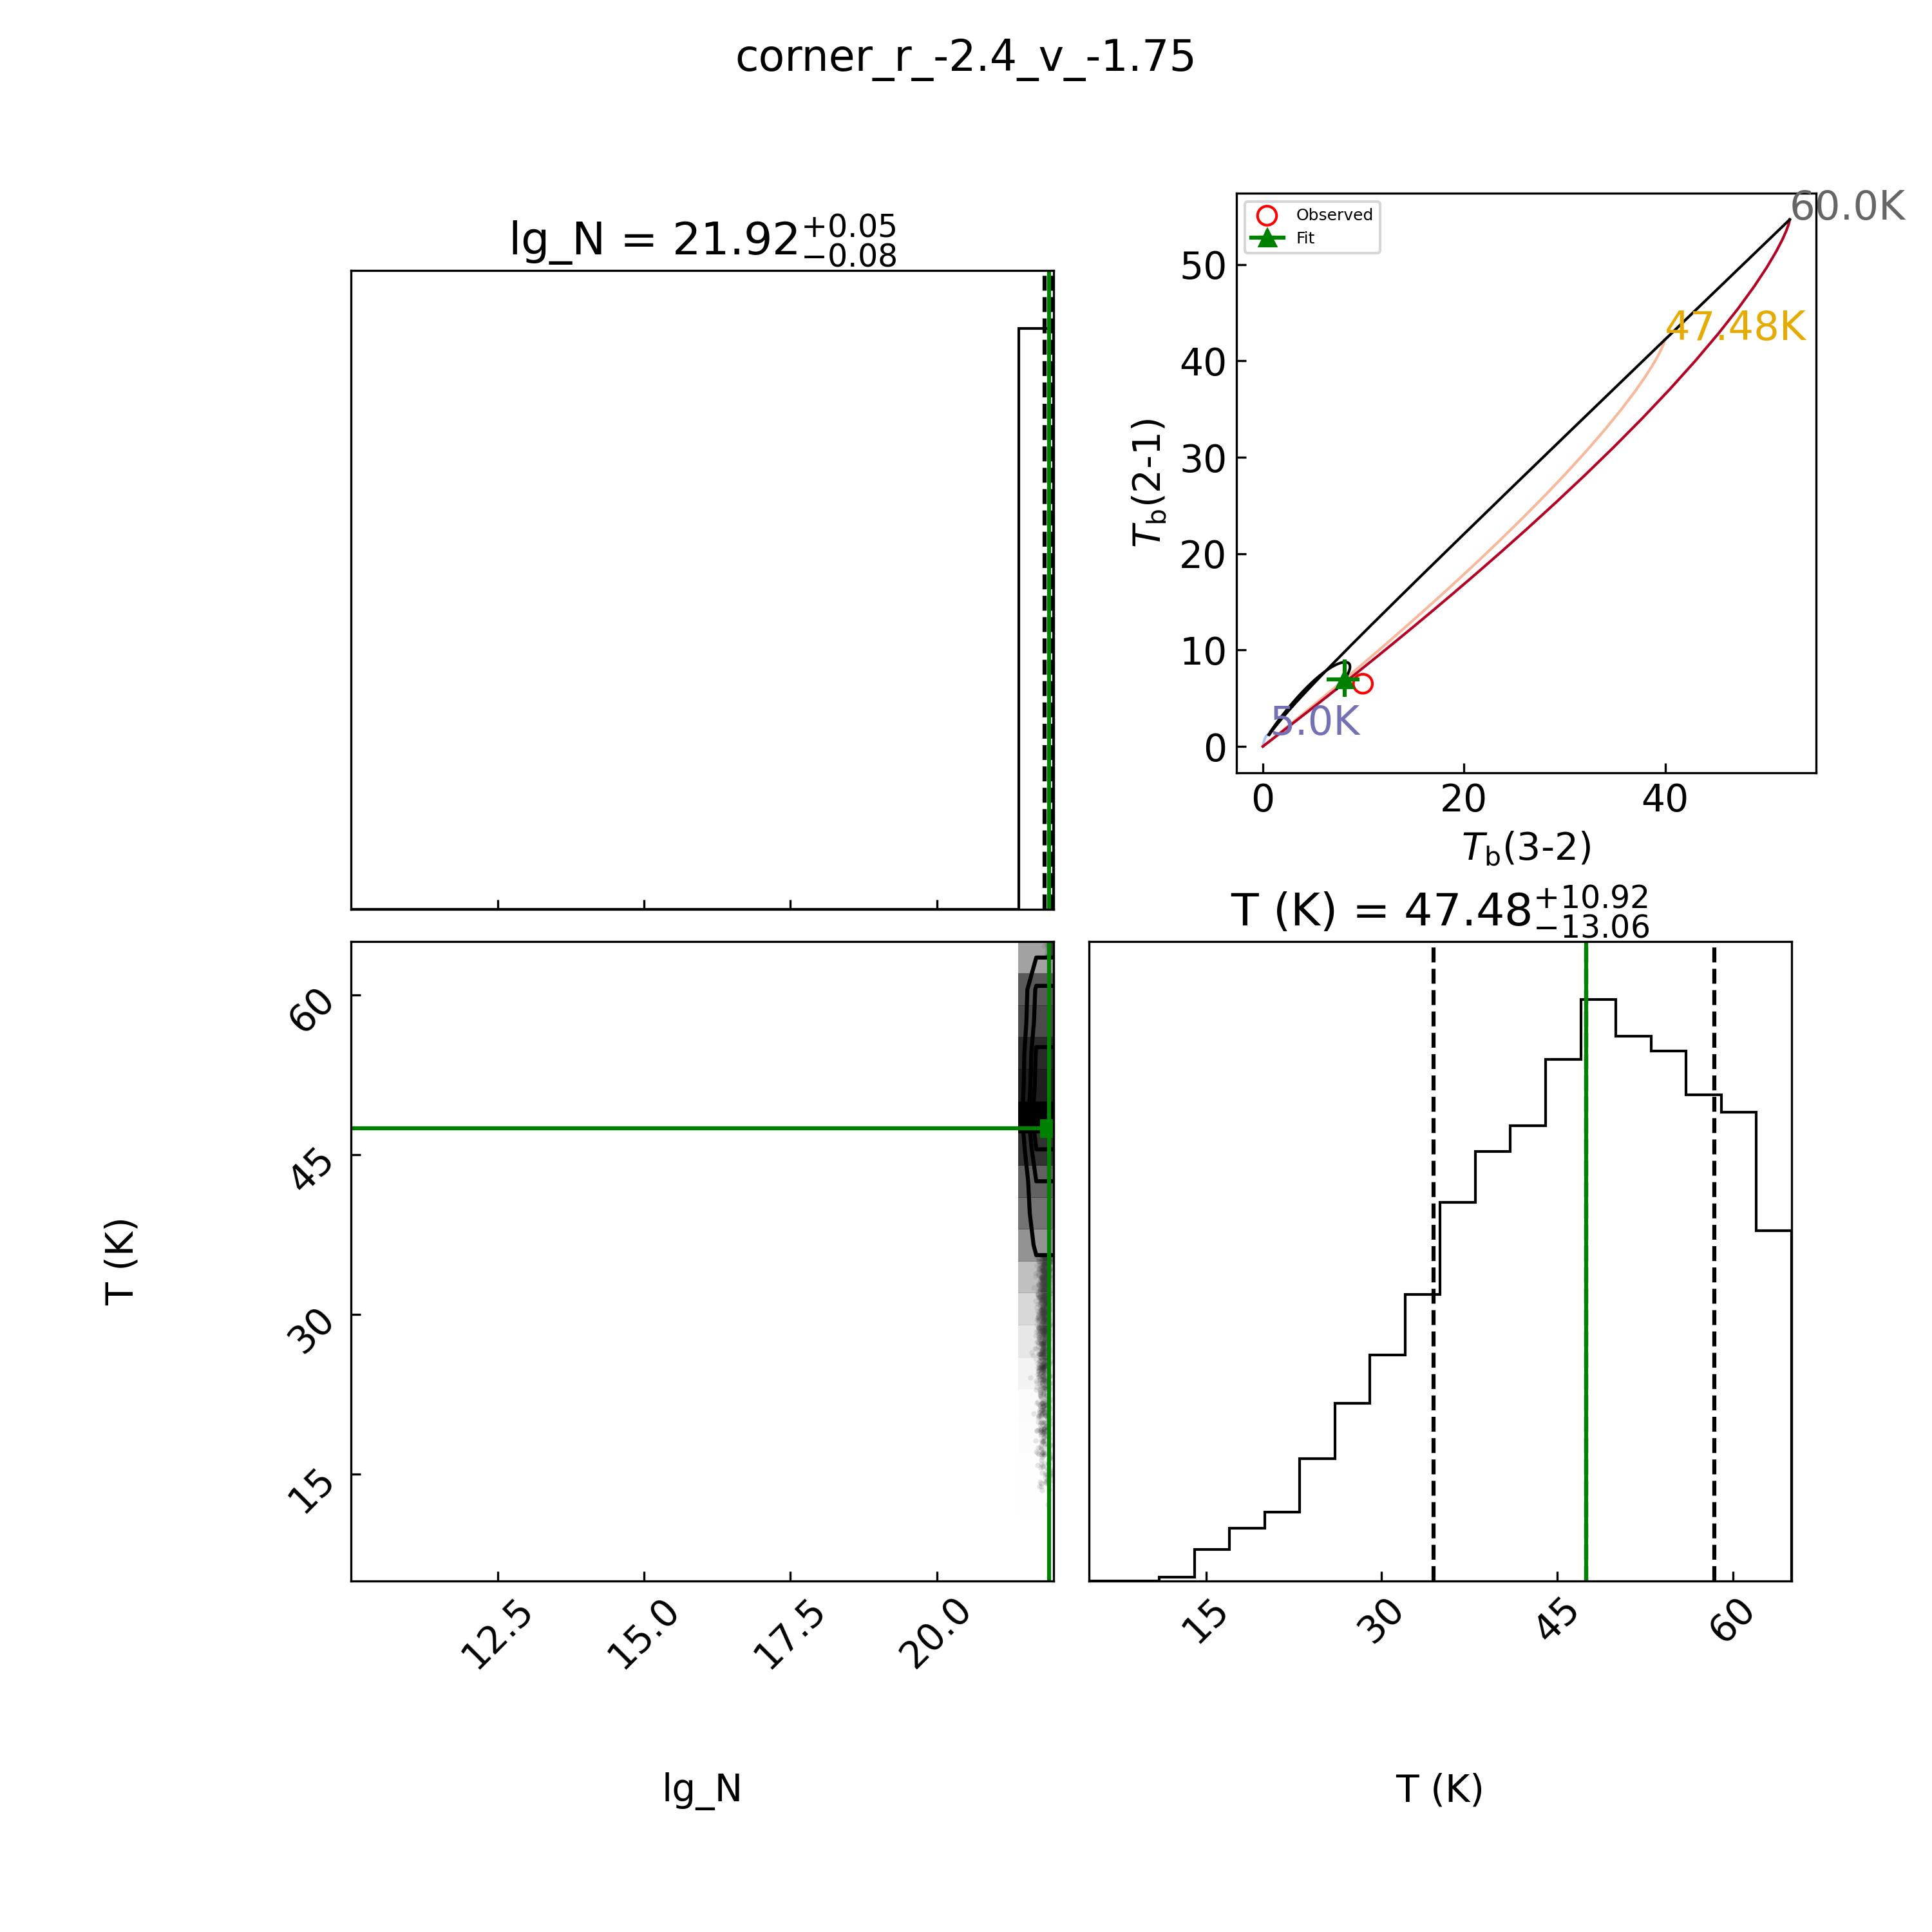 corner_r_-2.4_v_-1.75
lg_N = 21.92+0.05−0.08
Observed
Fit
60.0K
47.48K
5.0K
50
40
30
20
10
0
Tb(2-1)
0 20 40
Tb(3-2)
T (K) = 47.48+10.92−13.06
60
45
30
15
T (K)
12.5 15.0 17.5 20.0
lg_N
15 30 45 60
T (K)